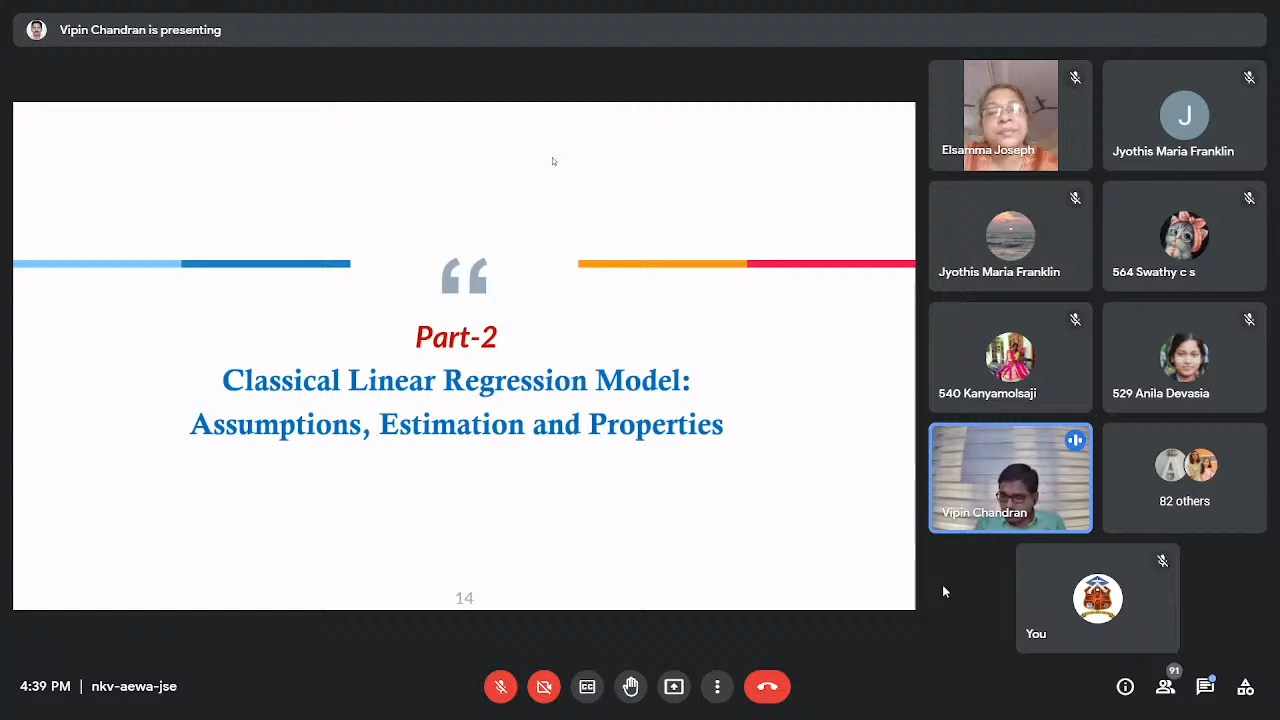 Vipin Chandran is presenting
“
Part-2
Classical Linear Regression Model:
Assumptions, Estimation and Properties
14
Elsamma Joseph
J
Jyothis Maria Franklin
Jyothis Maria Franklin
564 Swathy c s
540 Kanyamolsaji
529 Anila Devasia
Vipin Chandran
A
82 others
You
4:39 PM | nkv-aewa-jse
CC
91